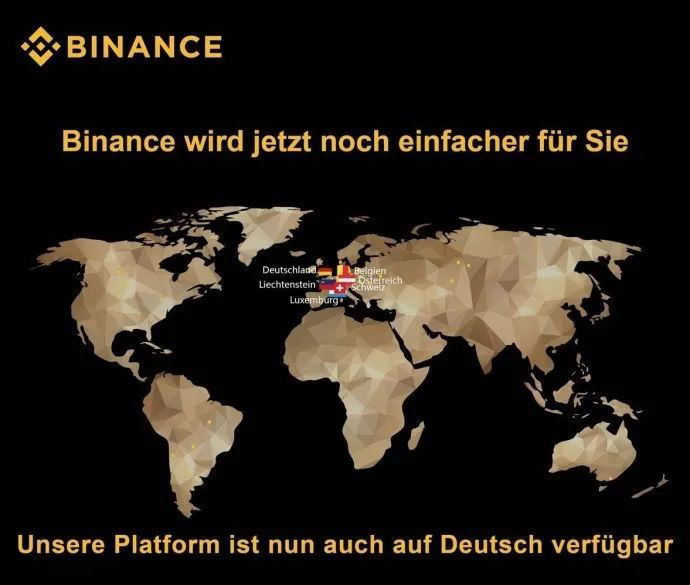 BINANCE
Binance wird jetzt noch einfacher für Sie
Deutschland
Belgien
Österreich
Liechtenstein
Schweiz
Luxemburg
Unsere Platform ist nun auch auf Deutsch verfügbar